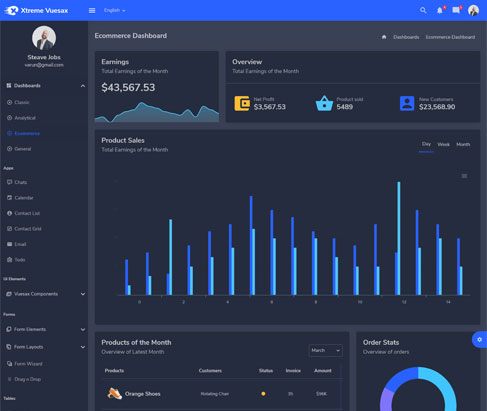 Xtreme Vuesax
English
Steave Jobs
varun@gmail.com
Dashboards
Classic
Analytical
Ecommerce
General
Apps
Chats
Calendar
Contact List
Contact Grid
Email
Todo
UI Elements
Vuesax Components
Forms
Form Elements
Form Layouts
Form Wizard
Drag n Drop
Tables
Ecommerce Dashboard
Dashboards
Ecommerce Dashboard
Earnings
Total Earnings of the Month
$43,567.53
Overview
Total Earnings of the Month
Net Profit
$3,567.53
Product sold
5489
New Customers
$23,568.90
Product Sales
Total Earnings of the Month
Day Week Month
0 2 4 6 8 10 12 14
Products of the Month
Overview of Latest Month
March
Products Customers Status Invoice Amount
Orange Shoes Rotating Chair 35
Order Stats
Overview of orders